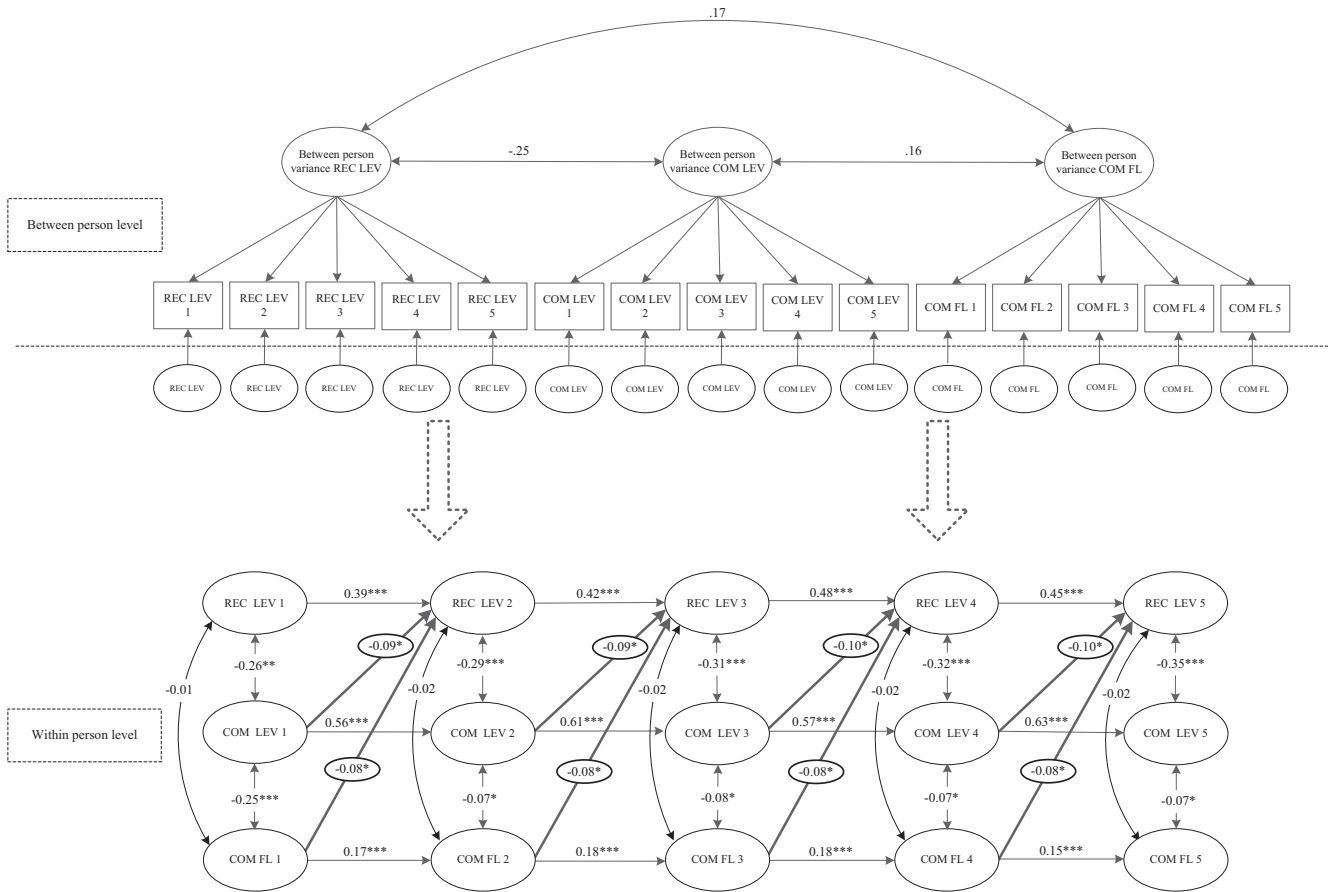 .17
Between person
variance REC LEV
-.25
Between person
variance COM LEV
.16
Between person
variance COM FL
Between person level
REC LEV
1
REC LEV
2
REC LEV
3
REC LEV
4
REC LEV
5
COM LEV
1
COM LEV
2
COM LEV
3
COM LEV
4
COM LEV
5
COM FL 1
COM FL 2
COM FL 3
COM FL 4
COM FL 5
REC LEV
REC LEV
REC LEV
REC LEV
REC LEV
COM LEV
COM LEV
COM LEV
COM LEV
COM LEV
COM FL
COM FL
COM FL
COM FL
COM FL
REC LEV 1
0.39***
REC LEV 2
0.42***
REC LEV 3
0.48***
REC LEV 4
0.45***
REC LEV 5
-0.09*
-0.09*
-0.10*
-0.10*
-0.26**
-0.29***
-0.31***
-0.32***
-0.35***
-0.01
-0.02
-0.02
-0.02
-0.02
Within person level
COM LEV 1
0.56***
COM LEV 2
0.61***
COM LEV 3
0.57***
COM LEV 4
0.63***
COM LEV 5
-0.08*
-0.08*
-0.08*
-0.08*
-0.25***
-0.07*
-0.08*
-0.07*
-0.07*
COM FL 1
0.17***
COM FL 2
0.18***
COM FL 3
0.18***
COM FL 4
0.15***
COM FL 5